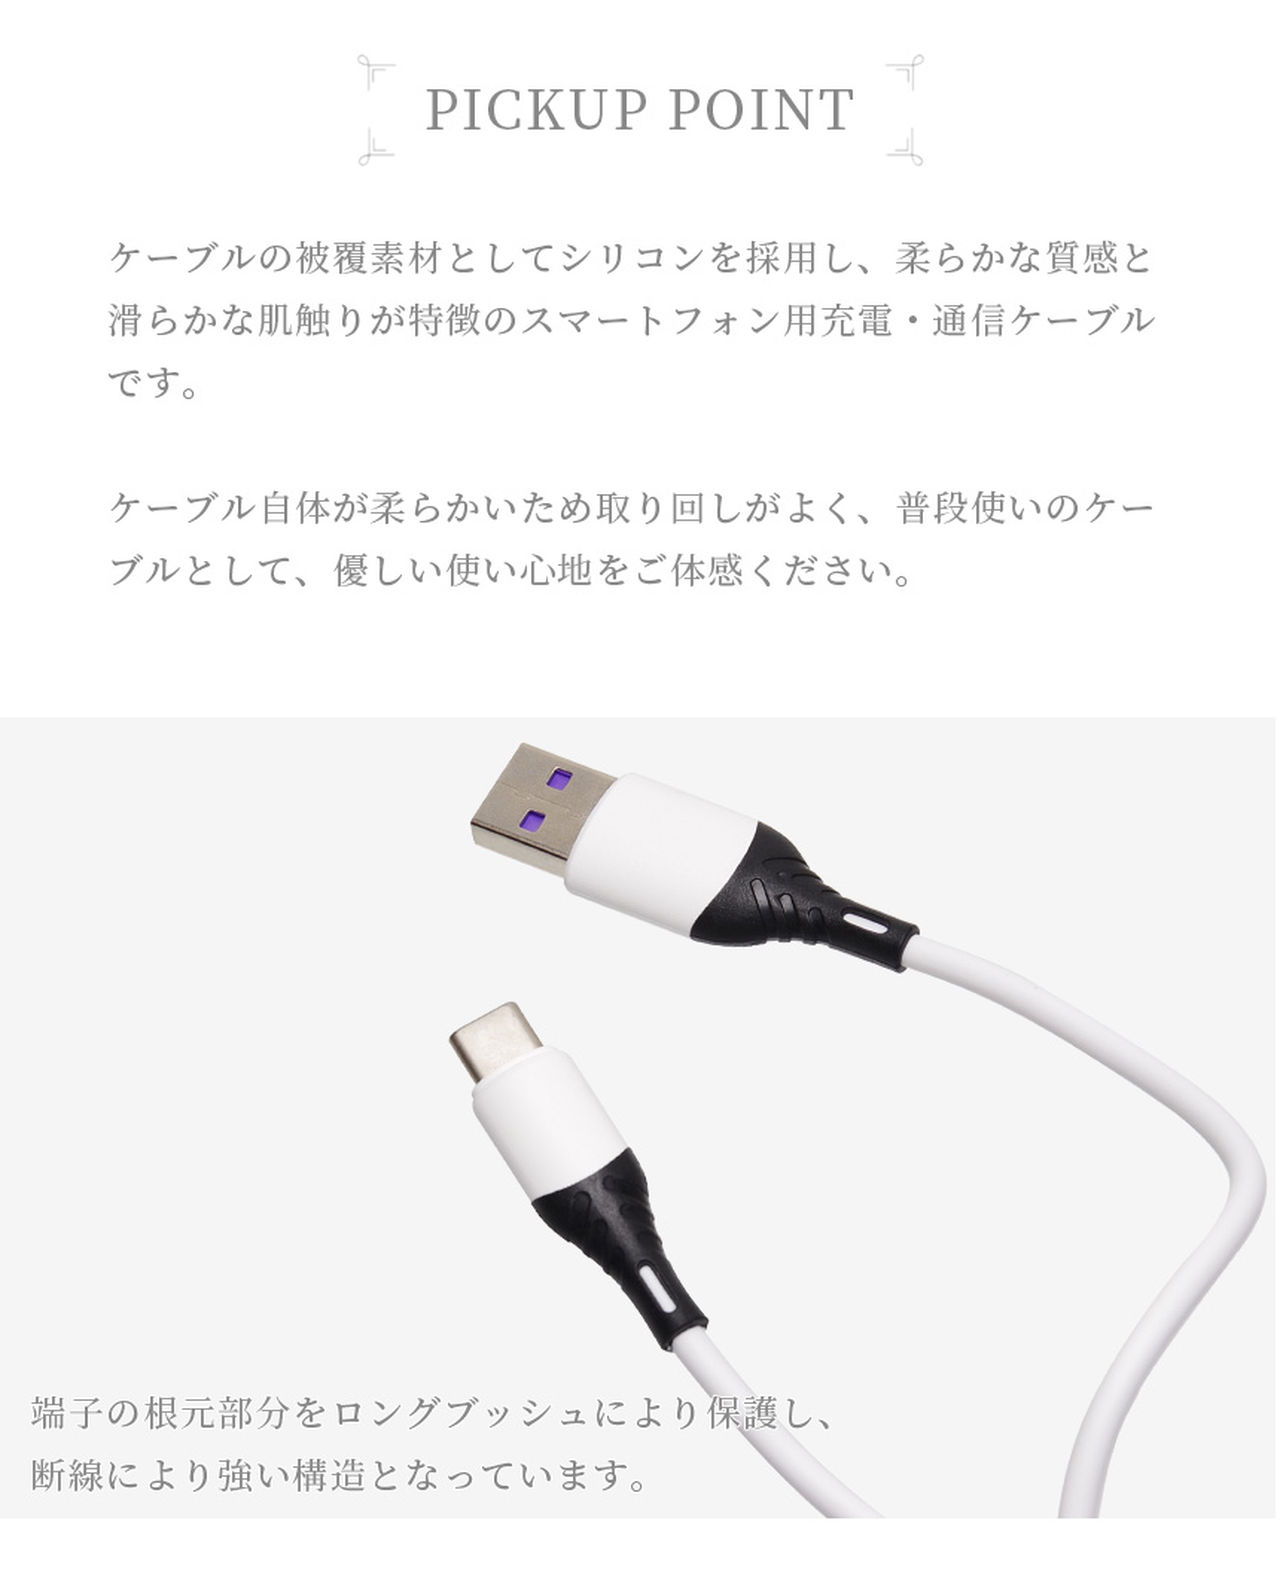 PICKUP POINT
ケーブルの被覆素材としてシリコンを採用し、柔らかな質感と
滑らかな肌触りが特徴のスマートフォン用充電・通信ケーブル
です。
ケーブル自体が柔らかいため取り回しがよく、普段使いのケー
ブルとして、優しい使い心地をご体感ください。
端子の根元部分をロングブッシュにより保護し、
断線により強い構造となっています。